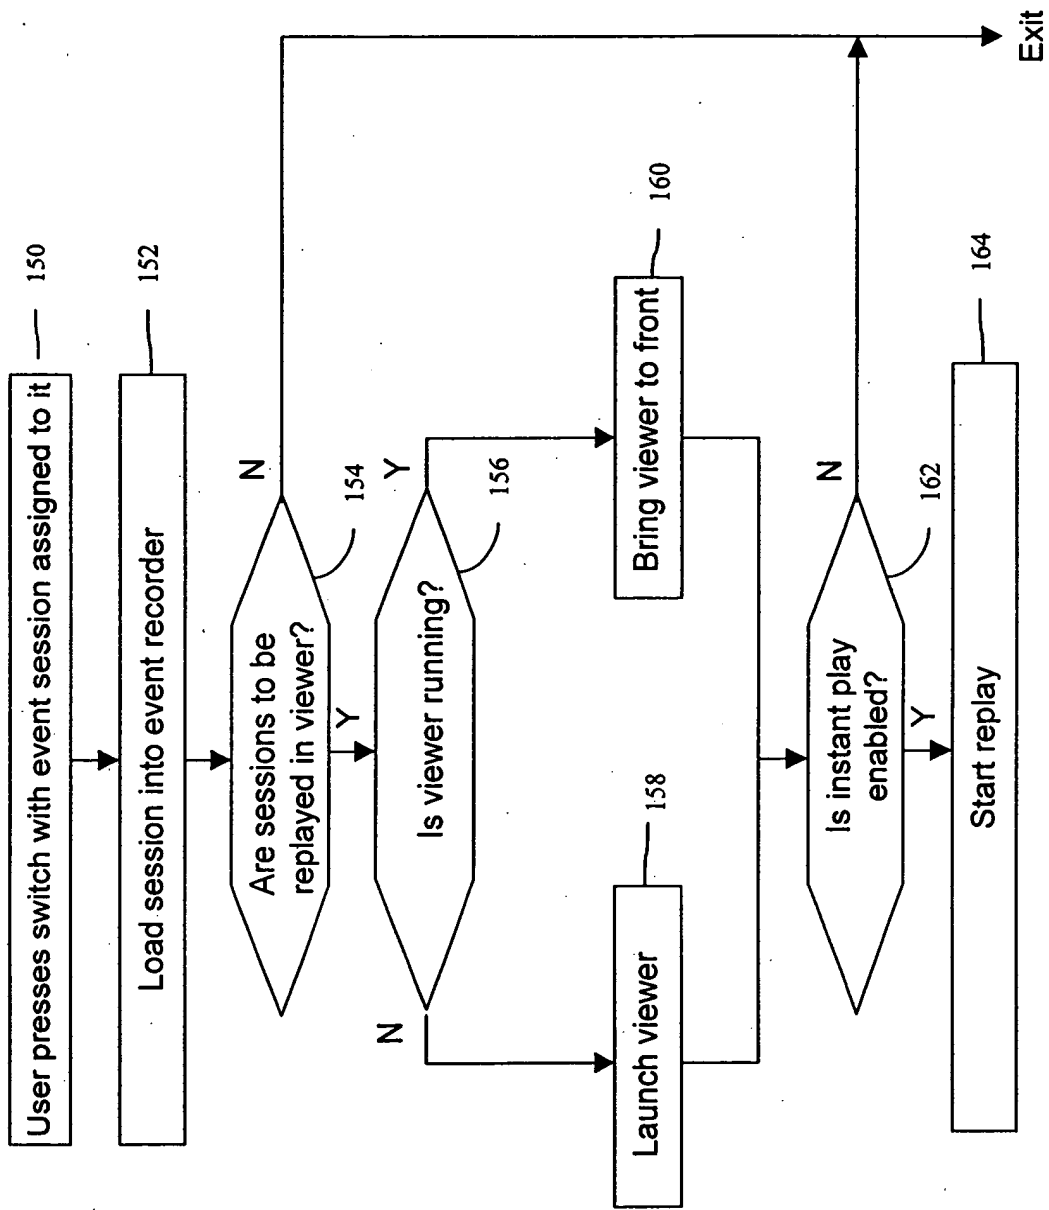 User presses switch with event session assigned to it
150
Load session into event recorder
152
Are sessions to be
replayed in viewer?
N
154
Y
Is viewer running?
Y
156
N
Launch viewer
158
Bring viewer to front
160
Is instant play
enabled?
N
162
Y
Start replay
164
Exit